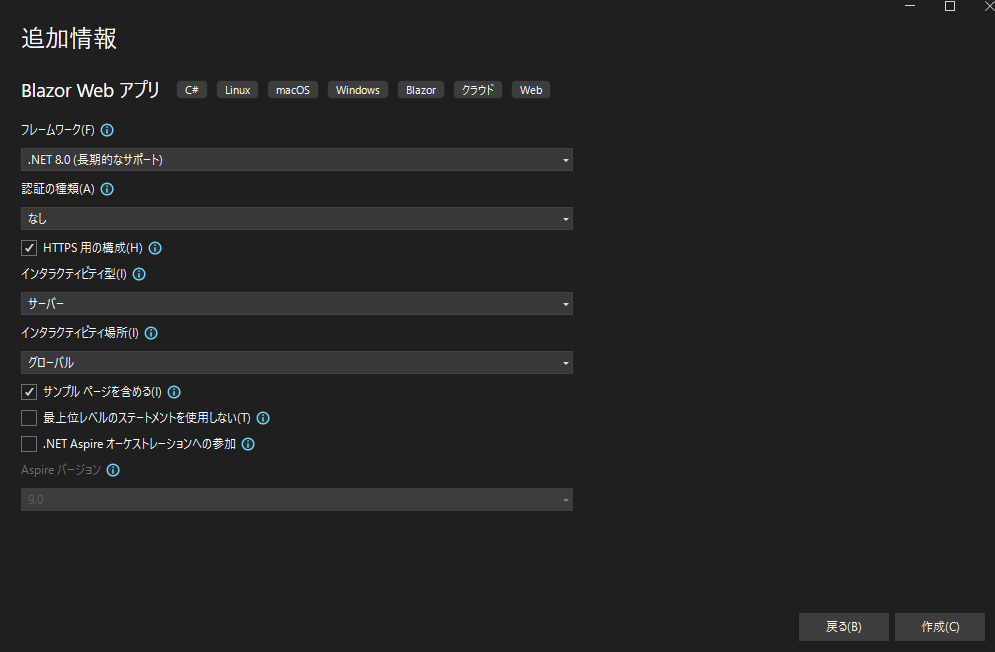 追加情報
Blazor Web アプリ C# Linux macOS Windows Blazor クラウド Web
フレームワーク(F)
.NET 8.0 (長期的なサポート)
認証の種類(A)
なし
HTTPS 用の構成(H)
インタラクティビティ型(I)
サーバー
インタラクティビティ場所(I)
グローバル
サンプル ページを含める(I)
最上位レベルのステートメントを使用しない(T)
.NET Aspire オーケストレーションへの参加
Aspire バージョン
9.0
戻る(B) 作成(C)